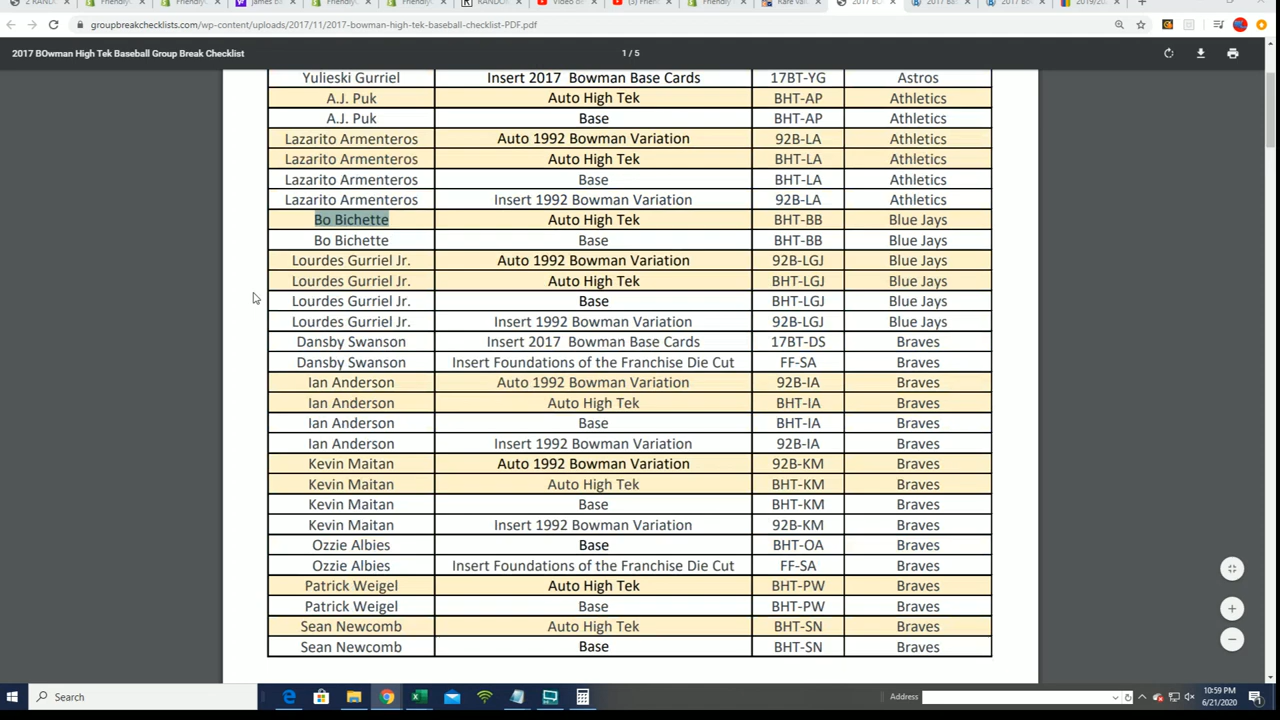 groupbreakchecklists.com/wp-content/uploads/2017/11/2017-bowman-high-tek-baseball-checklist-PDF.pdf
2017 BOwman High Tek Baseball Group Break Checklist 1 / 5
Yulieski Gurriel Insert 2017 Bowman Base Cards 17BT-YG Astros
A.J. Puk Auto High Tek BHT-AP Athletics
A.J. Puk Base BHT-AP Athletics
Lazarito Armenteros Auto 1992 Bowman Variation 92B-LA Athletics
Lazarito Armenteros Auto High Tek BHT-LA Athletics
Lazarito Armenteros Base BHT-LA Athletics
Lazarito Armenteros Insert 1992 Bowman Variation 92B-LA Athletics
Bo Bichette Auto High Tek BHT-BB Blue Jays
Bo Bichette Base BHT-BB Blue Jays
Lourdes Gurriel Jr. Auto 1992 Bowman Variation 92B-LGJ Blue Jays
Lourdes Gurriel Jr. Auto High Tek BHT-LGJ Blue Jays
Lourdes Gurriel Jr. Base BHT-LGJ Blue Jays
Lourdes Gurriel Jr. Insert 1992 Bowman Variation 92B-LGJ Blue Jays
Dansby Swanson Insert 2017 Bowman Base Cards 17BT-DS Braves
Dansby Swanson Insert Foundations of the Franchise Die Cut FF-SA Braves
Ian Anderson Auto 1992 Bowman Variation 92B-IA Braves
Ian Anderson Auto High Tek BHT-IA Braves
Ian Anderson Base BHT-IA Braves
Ian Anderson Insert 1992 Bowman Variation 92B-IA Braves
Kevin Maitan Auto 1992 Bowman Variation 92B-KM Braves
Kevin Maitan Auto High Tek BHT-KM Braves
Kevin Maitan Base BHT-KM Braves
Kevin Maitan Insert 1992 Bowman Variation 92B-KM Braves
Ozzie Albies Base BHT-OA Braves
Ozzie Albies Insert Foundations of the Franchise Die Cut FF-SA Braves
Patrick Weigel Auto High Tek BHT-PW Braves
Patrick Weigel Base BHT-PW Braves
Sean Newcomb Auto High Tek BHT-SN Braves
Sean Newcomb Base BHT-SN Braves
Search Address 10:59 PM
6/21/2020